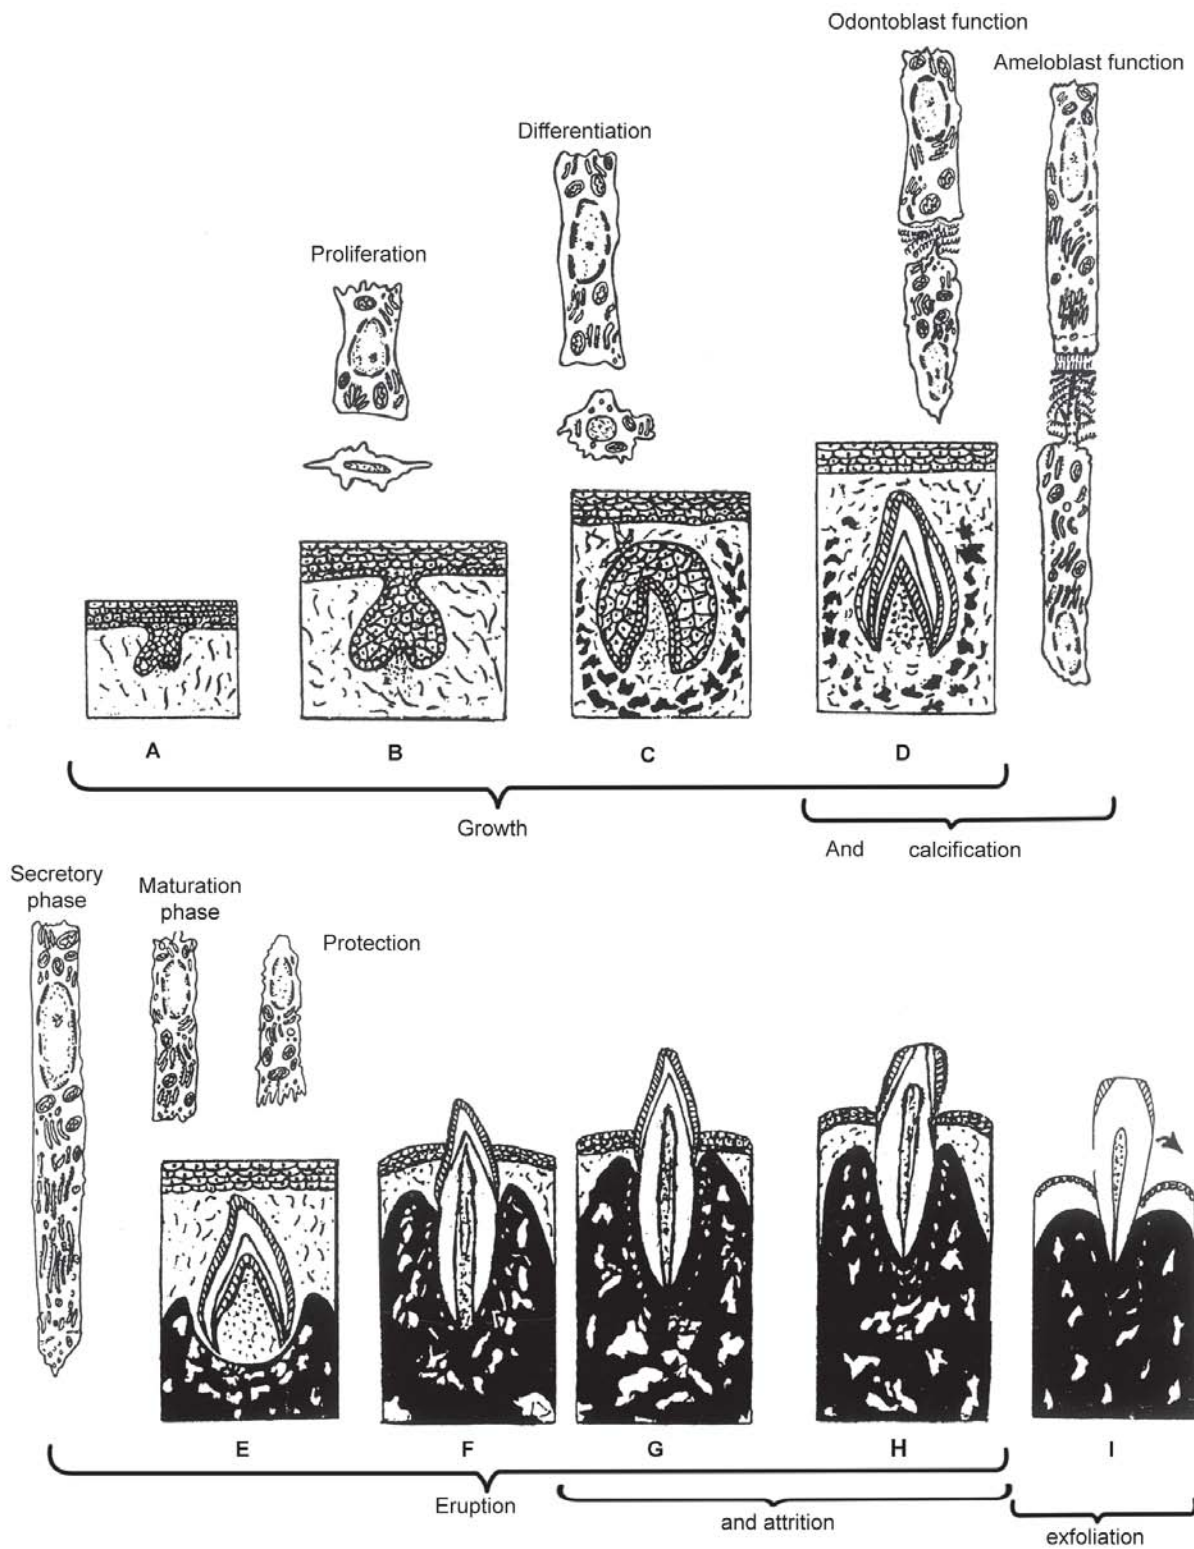 Odontoblast function
Ameloblast function
Differentiation
Proliferation
A
B
C
D
Growth
And calcification
Secretory
phase
Maturation
phase
Protection
E
F
G
H
I
Eruption
and attrition
exfoliation